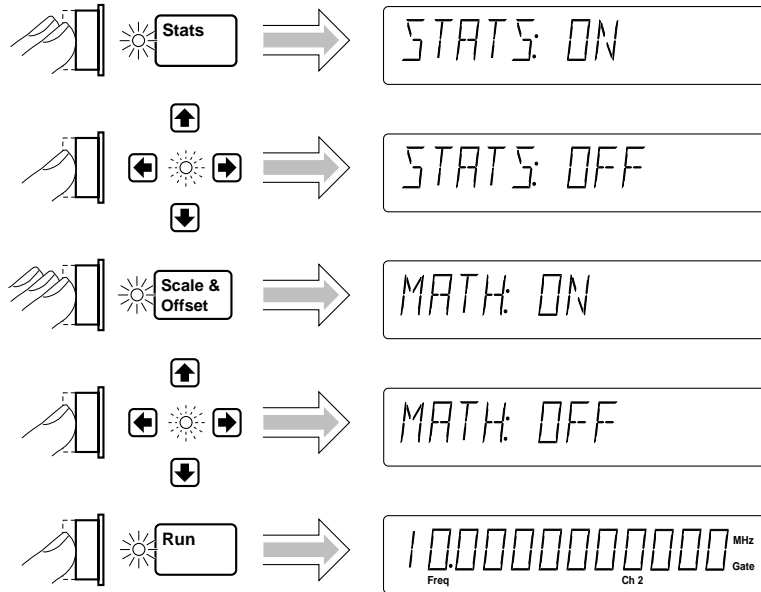 Stats
STATS: ON
STATS: OFF
Scale &
Offset
MATH: ON
MATH: OFF
Run
10.0000000000 MHz
Gate
Freq Ch 2